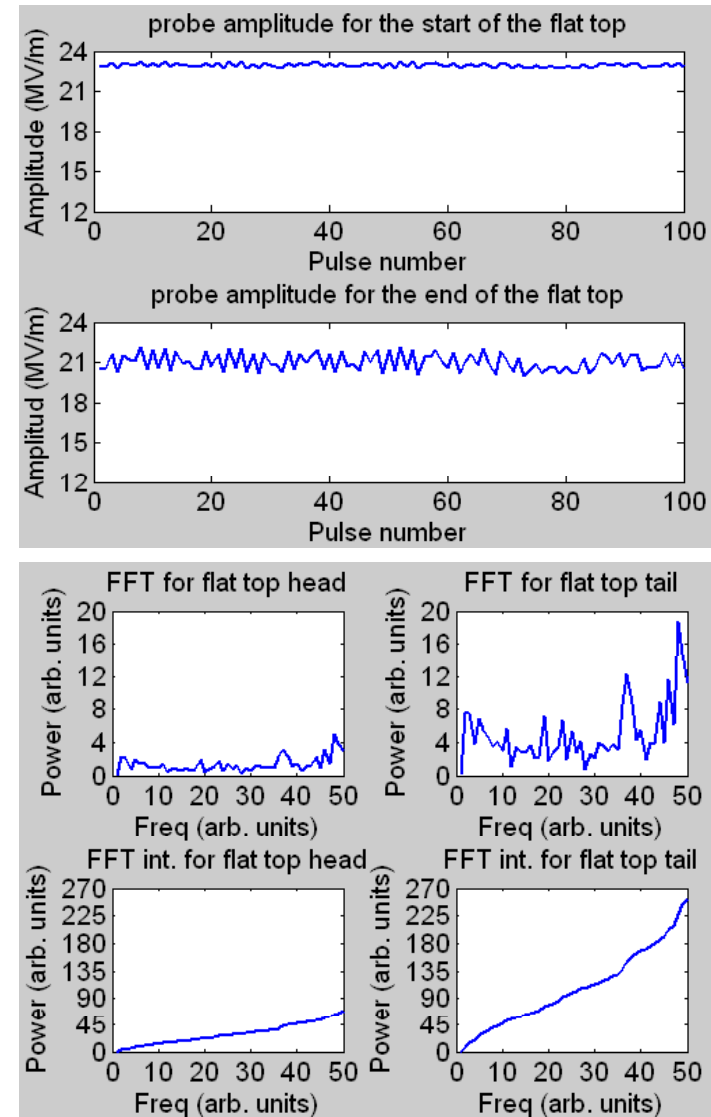 probe amplitude for the start of the flat top
Amplitude (MV/m)
24
21
18
15
12
0 20 40 60 80 100
Pulse number
probe amplitude for the end of the flat top
Amplitud (MV/m)
24
21
18
15
12
0 20 40 60 80 100
Pulse number
FFT for flat top head
Power (arb. units)
20
16
12
8
4
0
0 10 20 30 40 50
Freq (arb. units)
FFT for flat top tail
Power (arb. units)
20
16
12
8
4
0
0 10 20 30 40 50
Freq (arb. units)
FFT int. for flat top head
Power (arb. units)
270
225
180
135
90
45
0
0 10 20 30 40 50
Freq (arb. units)
FFT int. for flat top tail
Power (arb. units)
270
225
180
135
90
45
0
0 10 20 30 40 50
Freq (arb. units)